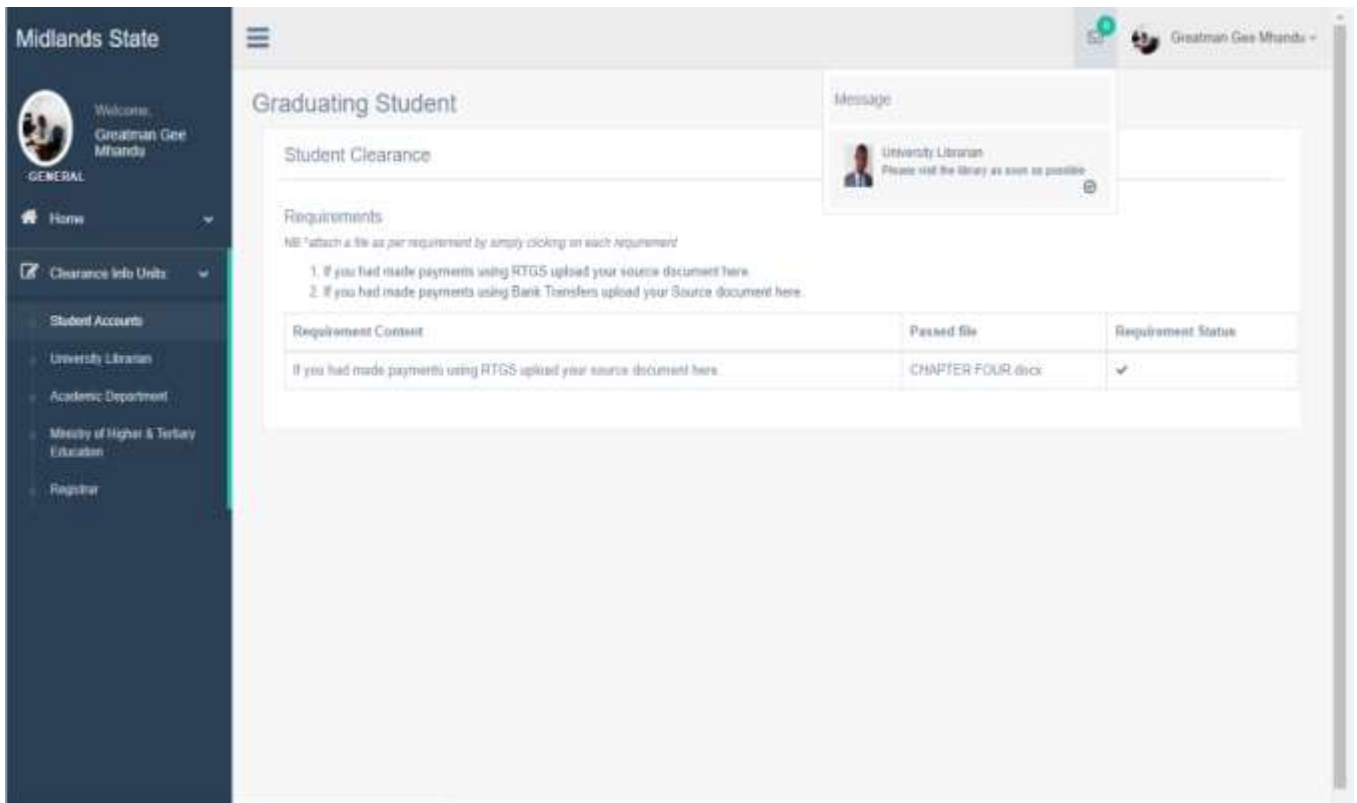 Midlands State
0
Greatman Gee Mhandu
Welcome,
Greatman Gee
Mhandu
GENERAL
Home
Clearance Info Units
Student Accounts
University Librarian
Academic Department
Ministry of Higher & Tertiary
Education
Registrar
Graduating Student
Message
University Librarian
Please visit the library as soon as possible
Student Clearance
Requirements
NB *attach a file as per requirement by simply clicking on each requirement
1. If you had made payments using RTGS upload your source document here.
2. If you had made payments using Bank Transfers upload your Source document here.
Requirement Content Passed file Requirement Status
If you had made payments using RTGS upload your source document here. CHAPTER FOUR.docx